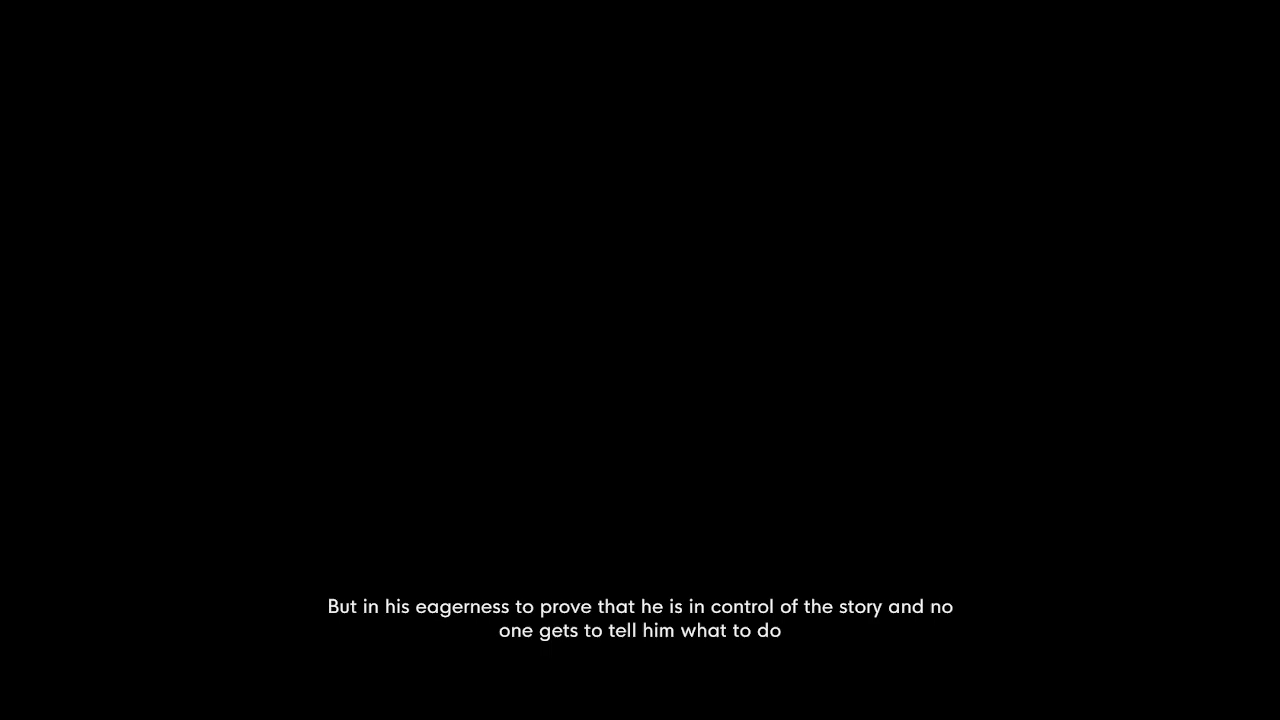 But in his eagerness to prove that he is in control of the story and no
one gets to tell him what to do